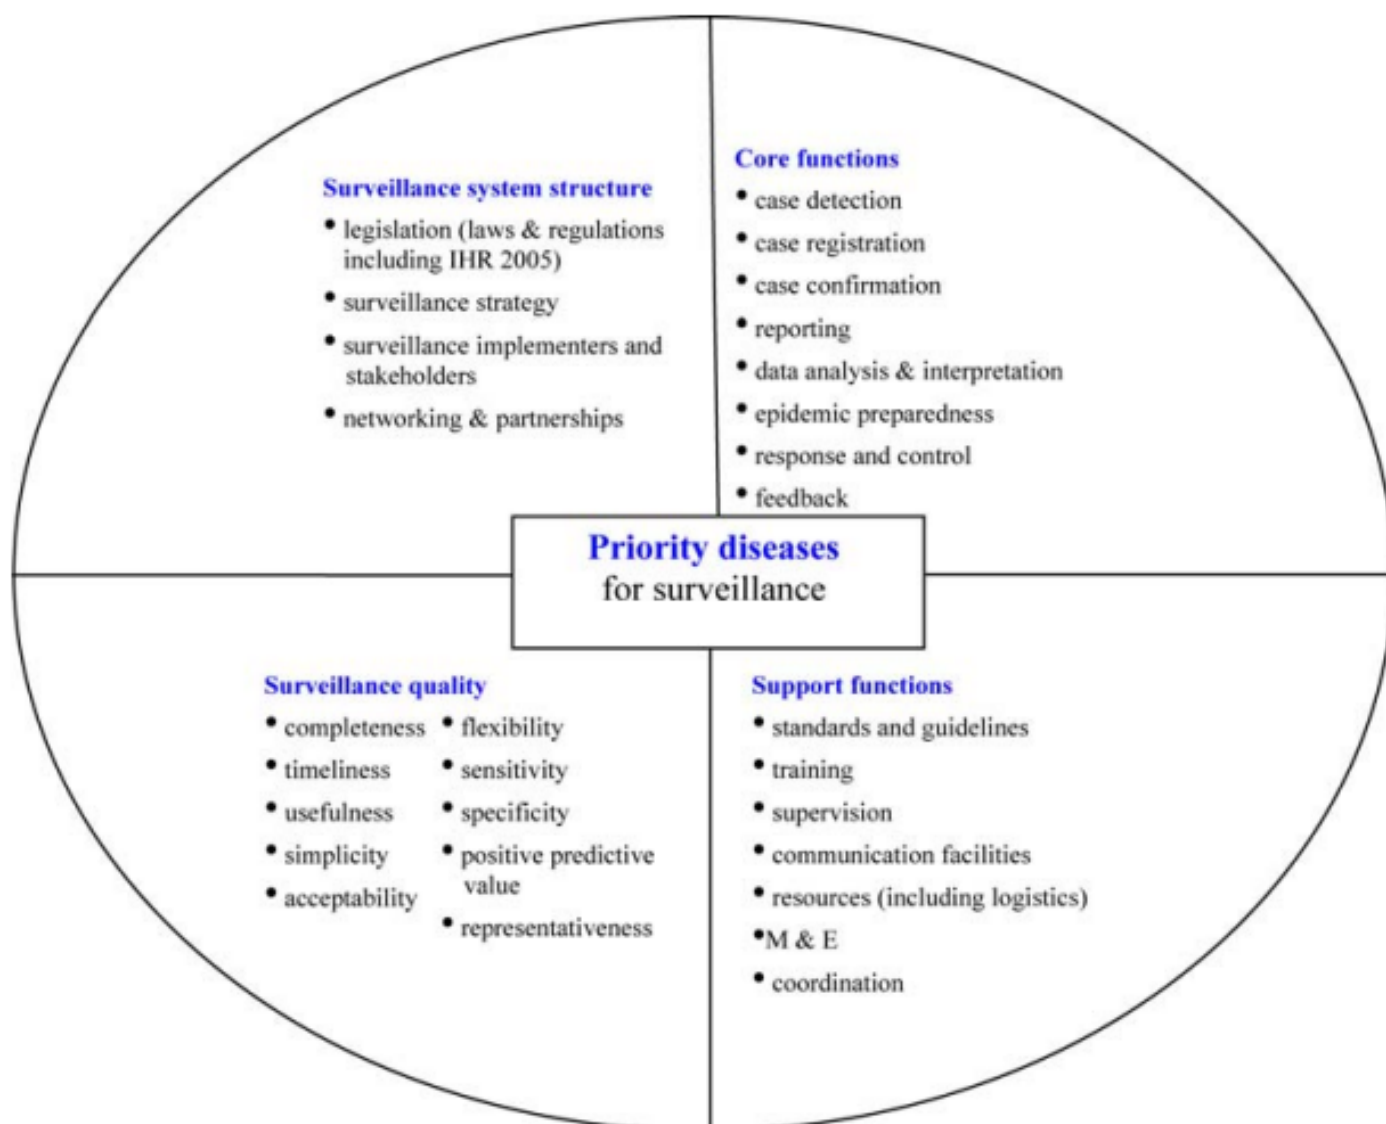 Surveillance system structure
• legislation (laws & regulations
including IHR 2005)
• surveillance strategy
• surveillance implementers and
stakeholders
• networking & partnerships
Core functions
• case detection
• case registration
• case confirmation
• reporting
• data analysis & interpretation
• epidemic preparedness
• response and control
• feedback
Priority diseases
for surveillance
Surveillance quality
• completeness
• timeliness
• usefulness
• simplicity
• acceptability
• flexibility
• sensitivity
• specificity
• positive predictive
value
• representativeness
Support functions
• standards and guidelines
• training
• supervision
• communication facilities
• resources (including logistics)
•M & E
• coordination